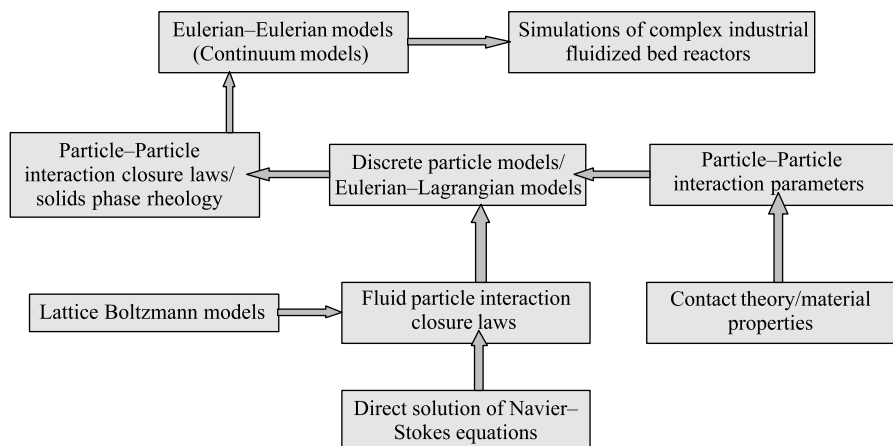 Eulerian–Eulerian models
(Continuum models)
Simulations of complex industrial
fluidized bed reactors
Particle–Particle
interaction closure laws/
solids phase rheology
Discrete particle models/
Eulerian–Lagrangian models
Particle–Particle
interaction parameters
Lattice Boltzmann models
Fluid particle interaction
closure laws
Contact theory/material
properties
Direct solution of Navier–
Stokes equations